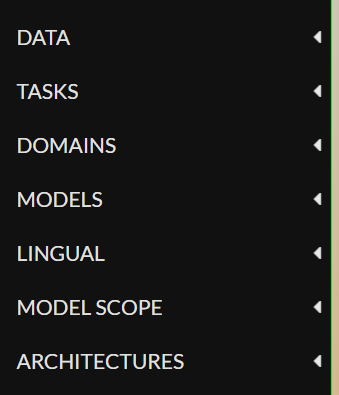 DATA
TASKS
DOMAINS
MODELS
LINGUAL
MODEL SCOPE
ARCHITECTURES